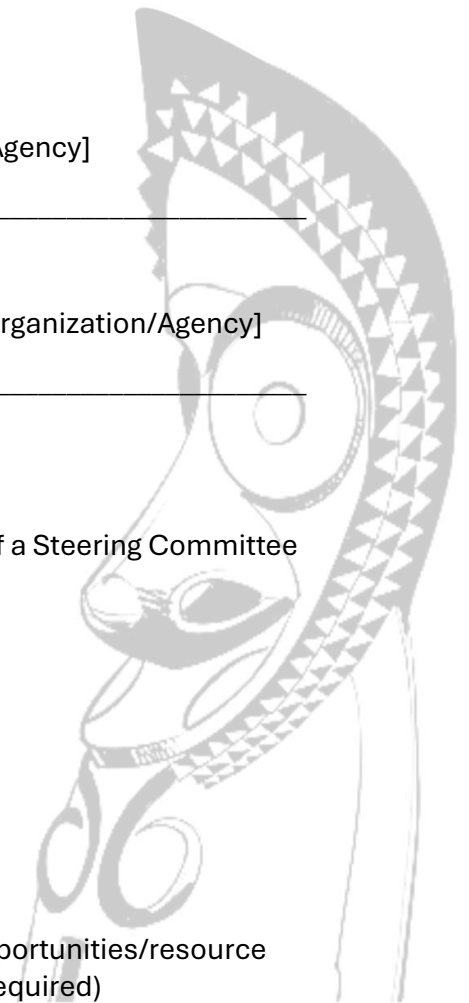 Agency]
rganization/Agency]
f a Steering Committee
portunities/resource
equired)